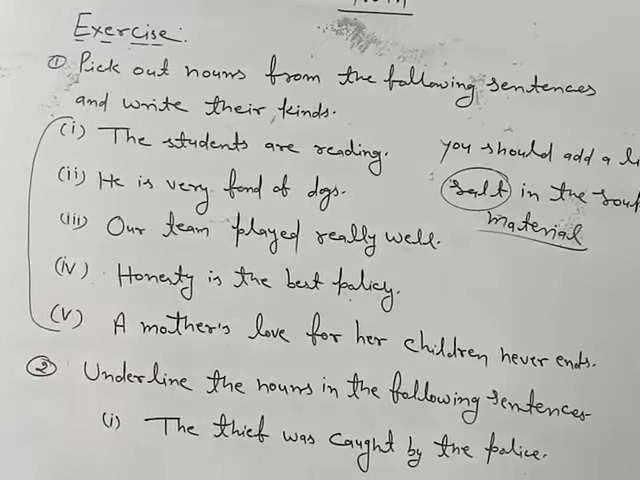 Exercise.
① Pick out nouns from the following sentences
and write their kinds.
(i) The students are reading.
(ii) He is very fond of dogs.
(iii) Our team played really well.
(iv) Honesty is the best policy.
(v) A mother's love for her children never ends.
you should add a
salt in the
material
② Underline the nouns in the following sentences-
(i) The thief was caught by the police.